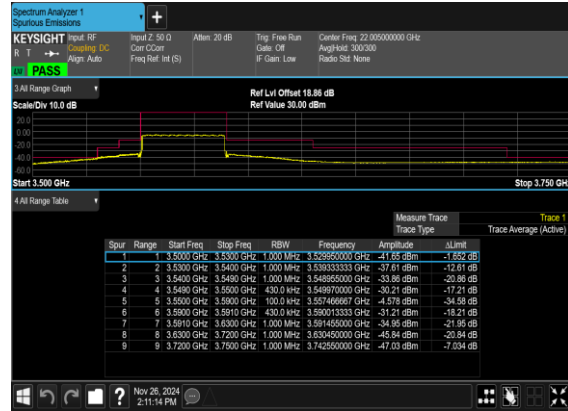 Spectrum Analyzer 1
Spurious Emissions
KEYSIGHT Input: RF Input Z: 50 Ω Atten: 20 dB Trig: Free Run Center Freq: 22.005000000 GHz
R T Coupling: DC Corr CCorr Gate: Off Avg|Hold: 300/300
Align: Auto Freq Ref: Int (S) IF Gain: Low Radio Std: None
LXI PASS
3.All Range Graph Ref Lvl Offset 18.86 dB
Scale/Div 10.0 dB Ref Value 30.00 dBm
20.0
0.00
-20.0
-40.0
-60.0
Start 3.500 GHz Stop 3.750 GHz
4.All Range Table
Measure Trace Trace 1
Trace Type Trace Average (Active)
Spur Range Start Freq Stop Freq RBW Frequency Amplitude ΔLimit
1 1 3.5000 GHz 3.5300 GHz 1.000 MHz 3.529950000 GHz -41.65 dBm -1.652 dB
2 2 3.5300 GHz 3.5400 GHz 1.000 MHz 3.539333333 GHz -37.61 dBm -12.61 dB
3 3 3.5400 GHz 3.5490 GHz 1.000 MHz 3.548955000 GHz -33.86 dBm -20.86 dB
4 4 3.5490 GHz 3.5500 GHz 430.0 kHz 3.549970000 GHz -30.21 dBm -17.21 dB
5 5 3.5500 GHz 3.5900 GHz 100.0 kHz 3.557466667 GHz -4.578 dBm -34.58 dB
6 6 3.5900 GHz 3.5910 GHz 430.0 kHz 3.590013333 GHz -31.21 dBm -18.21 dB
7 7 3.5910 GHz 3.6300 GHz 1.000 MHz 3.591455000 GHz -34.95 dBm -21.95 dB
8 8 3.6300 GHz 3.7200 GHz 1.000 MHz 3.630450000 GHz -45.84 dBm -20.84 dB
9 9 3.7200 GHz 3.7500 GHz 1.000 MHz 3.742550000 GHz -47.03 dBm -7.034 dB
Nov 26, 2024
2:11:14 PM